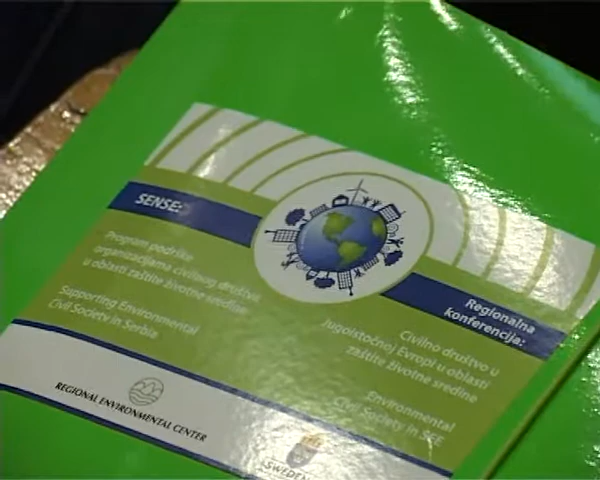 SENSE:
Program podrške
organizacijama civilnog društva
u oblasti zaštite životne sredine
Supporting Environmental
Civil Society in Serbia
Regionalna
konferencija:
Civilno društvo u
Jugoistočnoj Evropi u oblasti
zaštite životne sredine
Environmental
Civil Society in SEE
REGIONAL ENVIRONMENTAL CENTER
SWEDEN